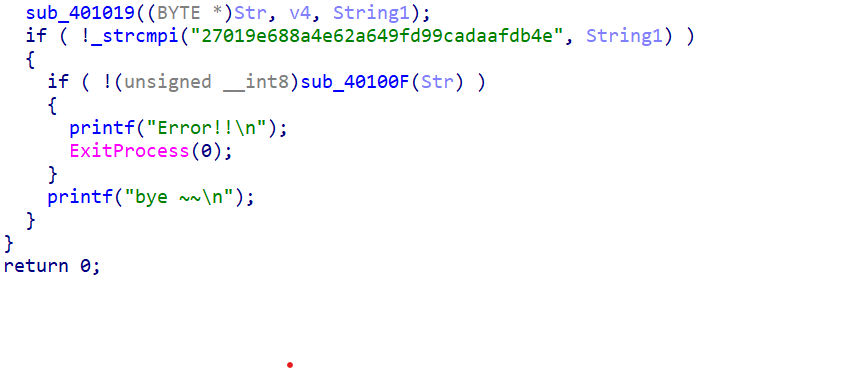 sub_401019((BYTE *)Str, v4, String1);
if ( !_strcmpi("27019e688a4e62a649fd99cadaafdb4e", String1) )
{
if ( !(unsigned __int8)sub_40100F(Str) )
{
printf("Error!!\n");
ExitProcess(0);
}
printf("bye ~~\n");
}
}
return 0;